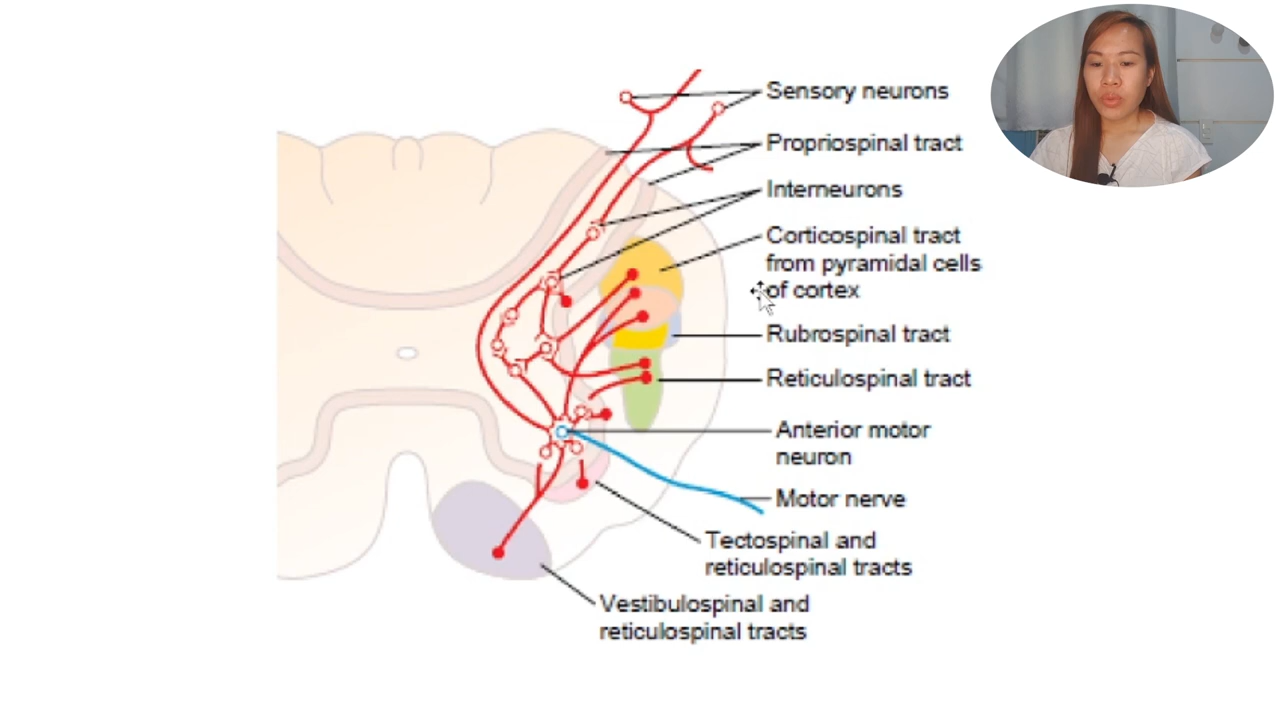 Sensory neurons
Propriospinal tract
Interneurons
Corticospinal tract
from pyramidal cells
of cortex
Rubrospinal tract
Reticulospinal tract
Anterior motor
neuron
Motor nerve
Tectospinal and
reticulospinal tracts
Vestibulospinal and
reticulospinal tracts